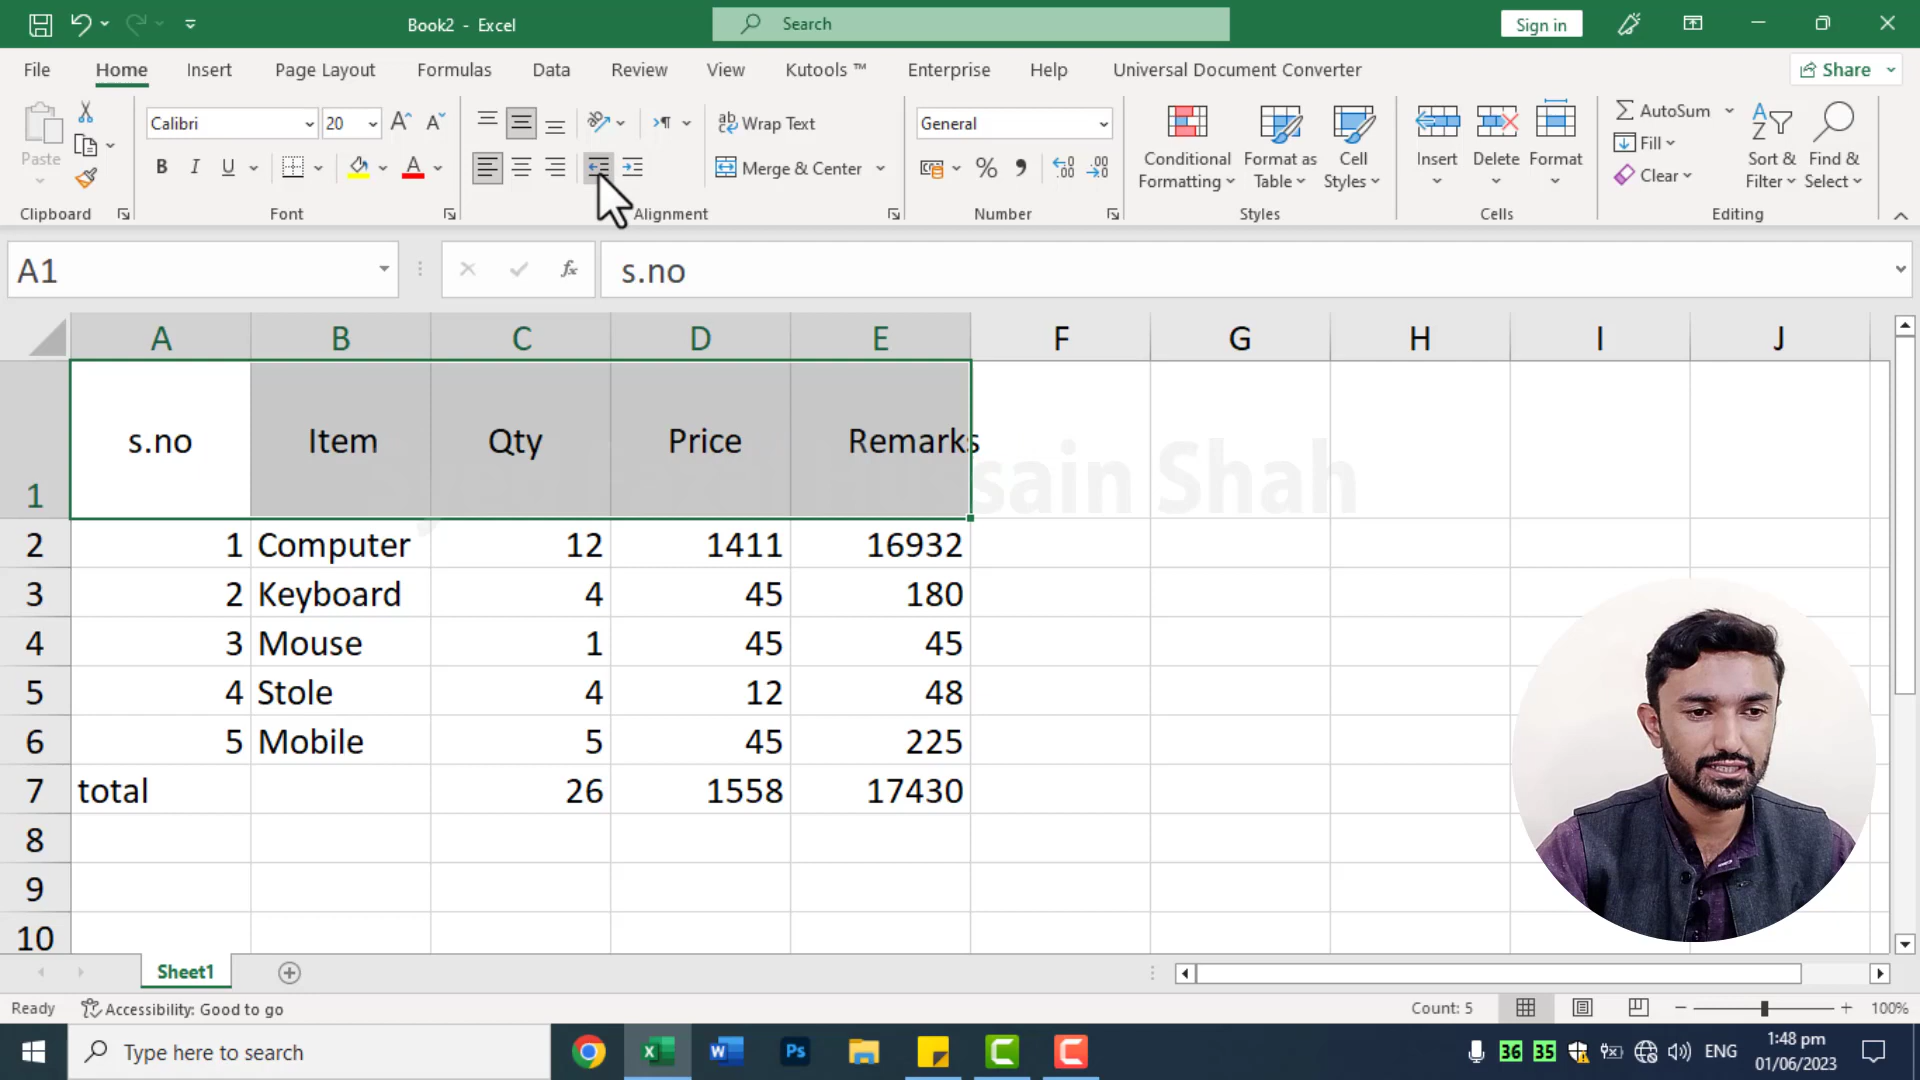 Book2 - Excel
Search
Sign in
File Home Insert Page Layout Formulas Data Review View Kutools ™ Enterprise Help Universal Document Converter Share
Paste
Calibri 20
B I U A
Wrap Text
Merge & Center
General
% 9
Conditional Formatting
Format as Table
Cell Styles
Insert
Delete
Format
AutoSum
Fill
Clear
Sort & Filter
Find & Select
Clipboard Font Alignment Number Styles Cells Editing
A1 fx s.no
A B C D E F G H I J
1 s.no Item Qty Price Remarks
sain Shah
2 1 Computer 12 1411 16932
3 2 Keyboard 4 45 180
4 3 Mouse 1 45 45
5 4 Stole 4 12 48
6 5 Mobile 5 45 225
7 total 26 1558 17430
8
9
10
Sheet1
Ready Accessibility: Good to go Count: 5 100%
Type here to search
36 35 ENG 1:48 pm
01/06/2023